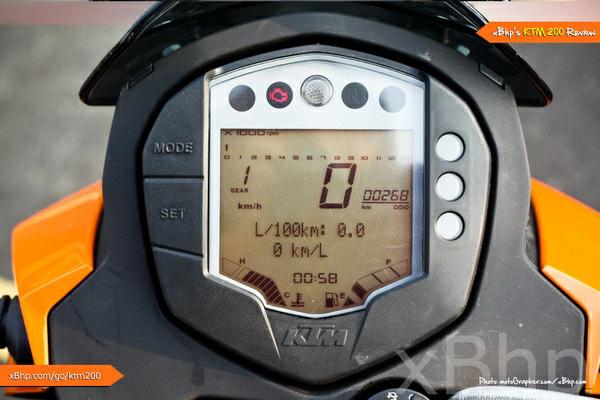 xBhp's KTM 200 Review
x1000rpm
0 1 2 3 4 5 6 7 8 9 10 11 12
MODE
1
GEAR
0
00268
km/h
km ODO
SET
L/100km: 0.0
0 km/L
H
F
00:58
C
E
KTM
xBhp
xBhp.com/go/ktm200
Photo: motoGrapher.com/xBhp.com